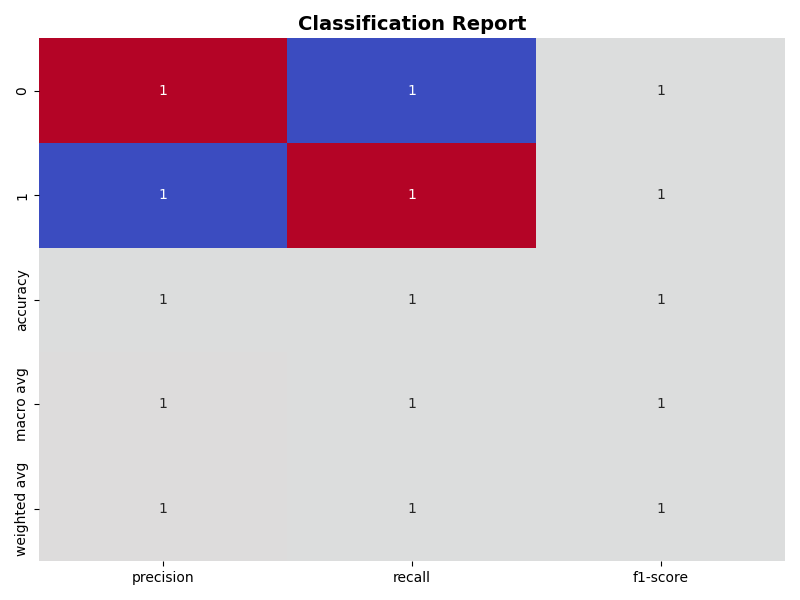 Classification Report
0 1 1 1
1 1 1 1
accuracy 1 1 1
macro avg 1 1 1
weighted avg 1 1 1
precision recall f1-score